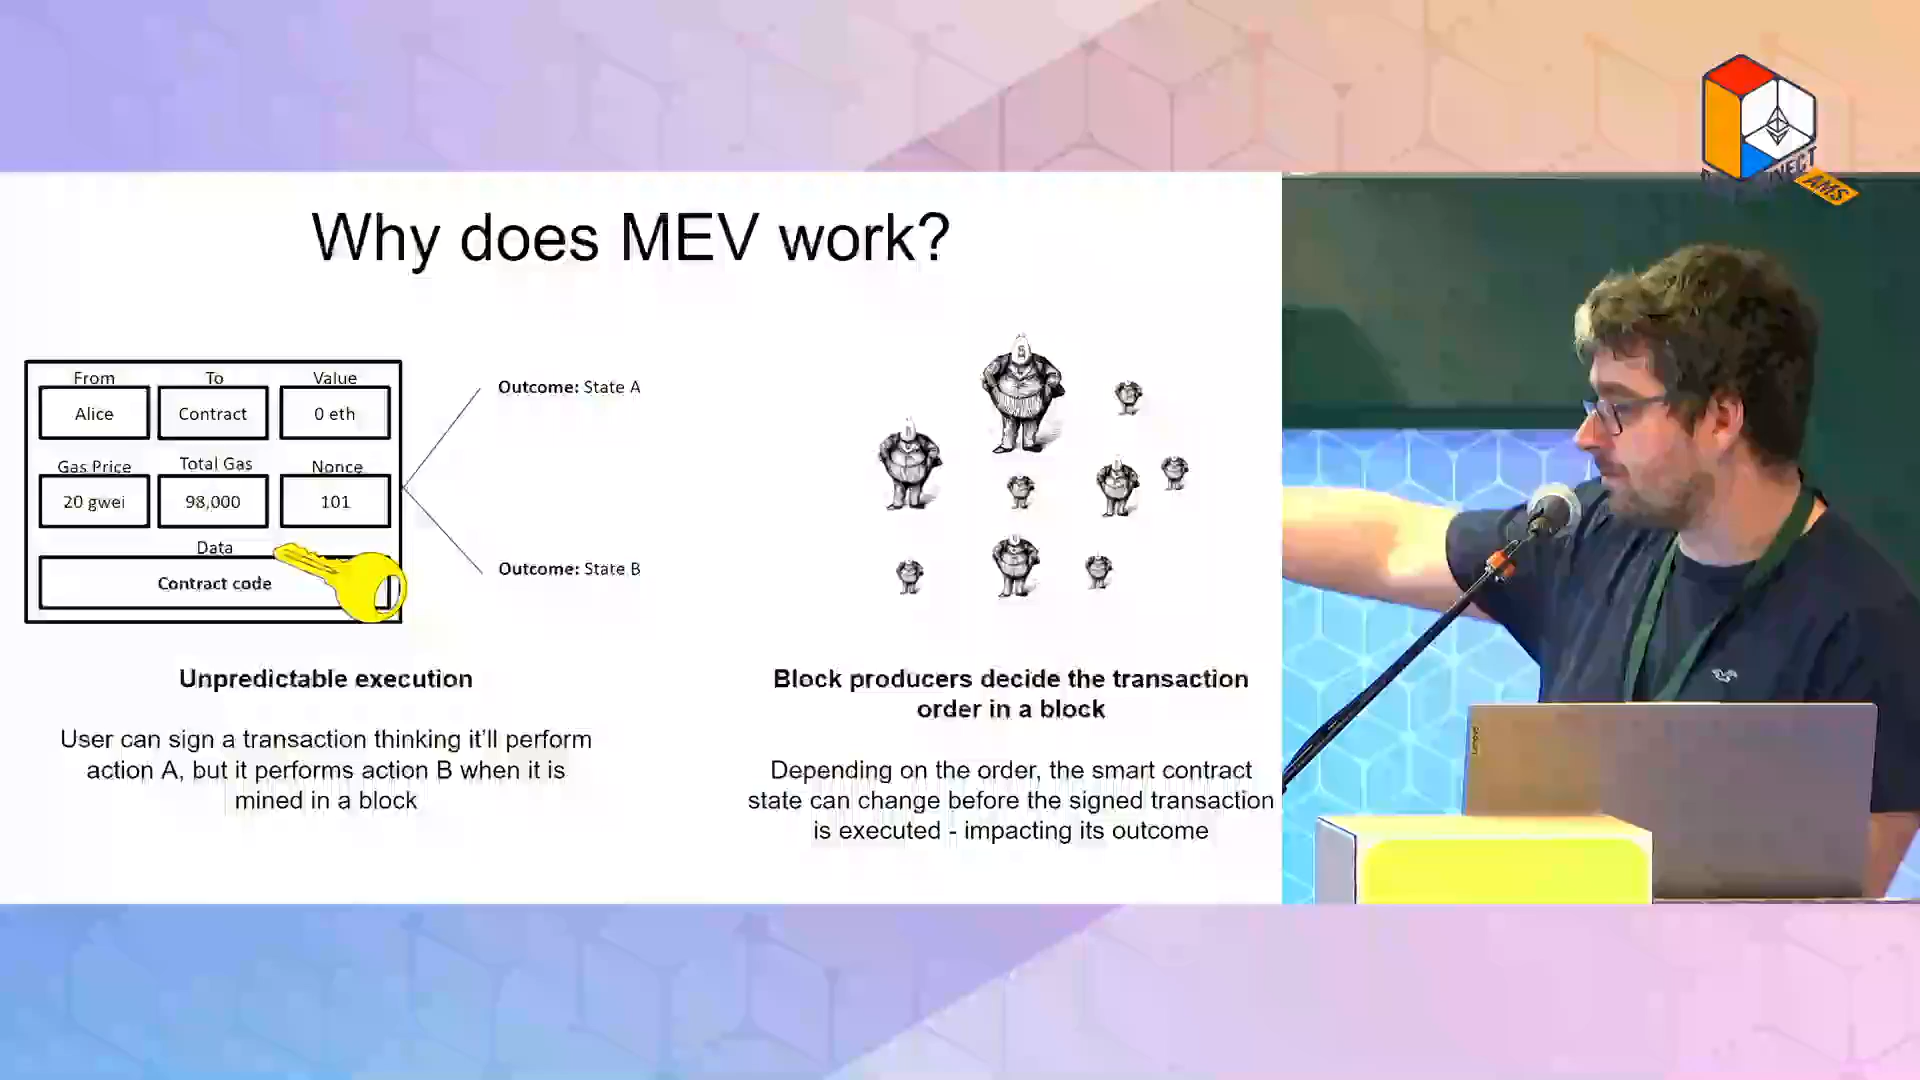 Why does MEV work?
From
To
Value
Alice
Contract
0 eth
Gas Price
Total Gas
Nonce
20 gwei
98,000
101
Data
Contract code
Outcome: State A
Outcome: State B
Unpredictable execution
User can sign a transaction thinking it'll perform
action A, but it performs action B when it is
mined in a block
Block producers decide the transaction
order in a block
Depending on the order, the smart contract
state can change before the signed transaction
is executed - impacting its outcome
AMS
Lenovo